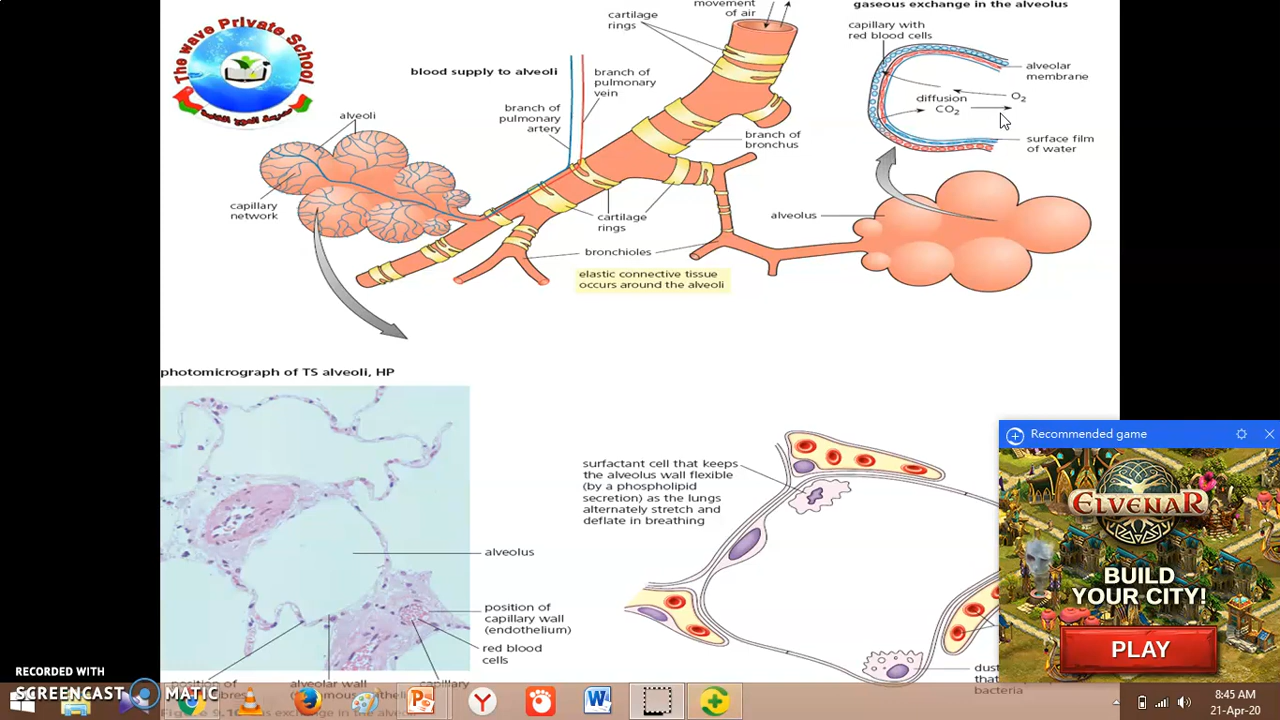 The wave Private School
movement
of air
cartilage
rings
gaseous exchange in the alveolus
capillary with
red blood cells
blood supply to alveoli
branch of
pulmonary
vein
alveolar
membrane
branch of
pulmonary
artery
O2
diffusion
CO2
alveoli
branch of
bronchus
surface film
of water
capillary
network
cartilage
rings
alveolus
bronchioles
elastic connective tissue
occurs around the alveoli
photomicrograph of TS alveoli, HP
surfactant cell that keeps
the alveolus wall flexible
(by a phospholipid
secretion) as the lungs
alternately stretch and
deflate in breathing
alveolus
position of
capillary wall
(endothelium)
red blood
cells
position of
alveolar wall
capillary
dust
that
bacteria
Recommended game
ELVENAR
BUILD
YOUR CITY!
PLAY
RECORDED WITH
SCREENCAST
MATIC
8:45 AM
21-Apr-20